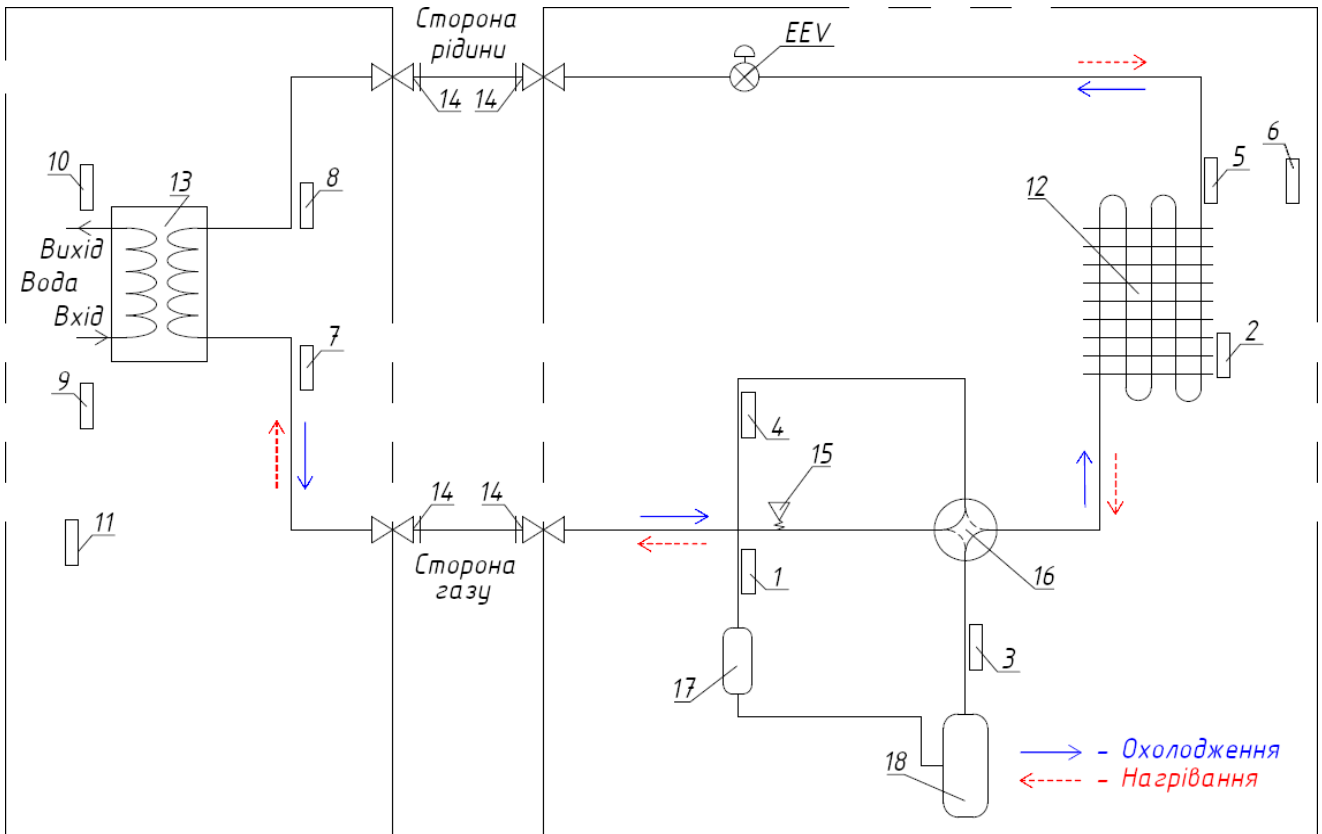 Сторона
рідини
EEV
14
14
10
13
8
5
6
12
Вихід
Вода
Вхід
7
2
9
4
15
14
14
11
Сторона
газу
1
16
3
17
18
- Охолодження
- Нагрівання